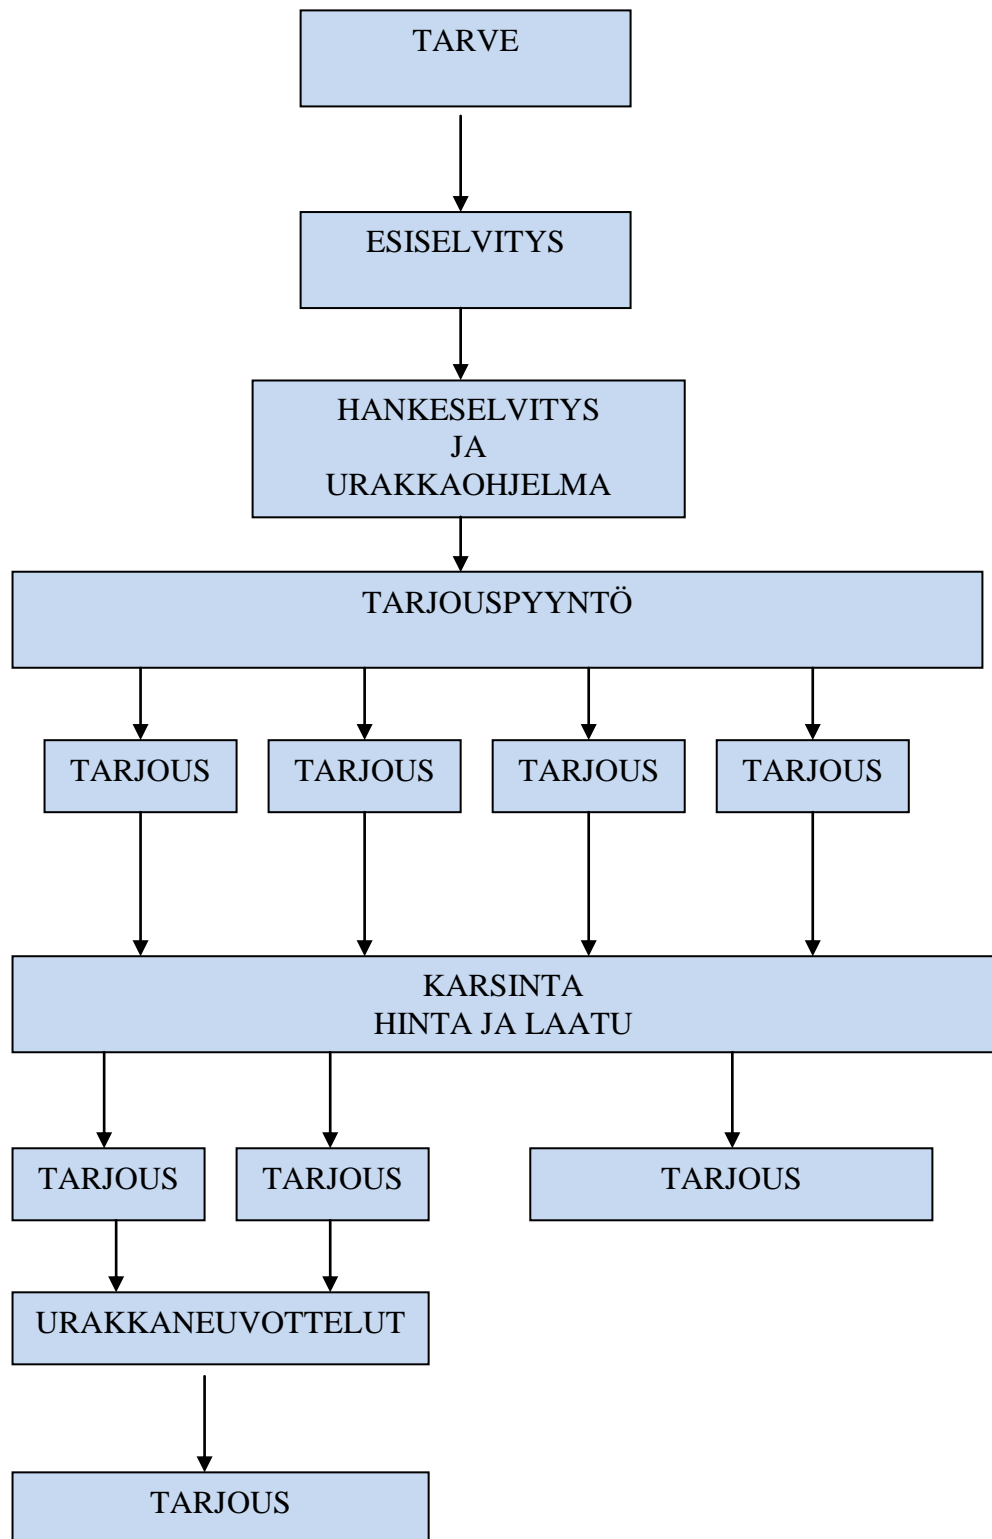 TARVE
ESISELVITYS
HANKESELVITYS
JA
URAKKAOHJELMA
TARJOUSPYYNTÖ
TARJOUS
TARJOUS
TARJOUS
TARJOUS
KARSINTA
HINTA JA LAATU
TARJOUS
TARJOUS
TARJOUS
URAKKANEUVOTTELUT
TARJOUS